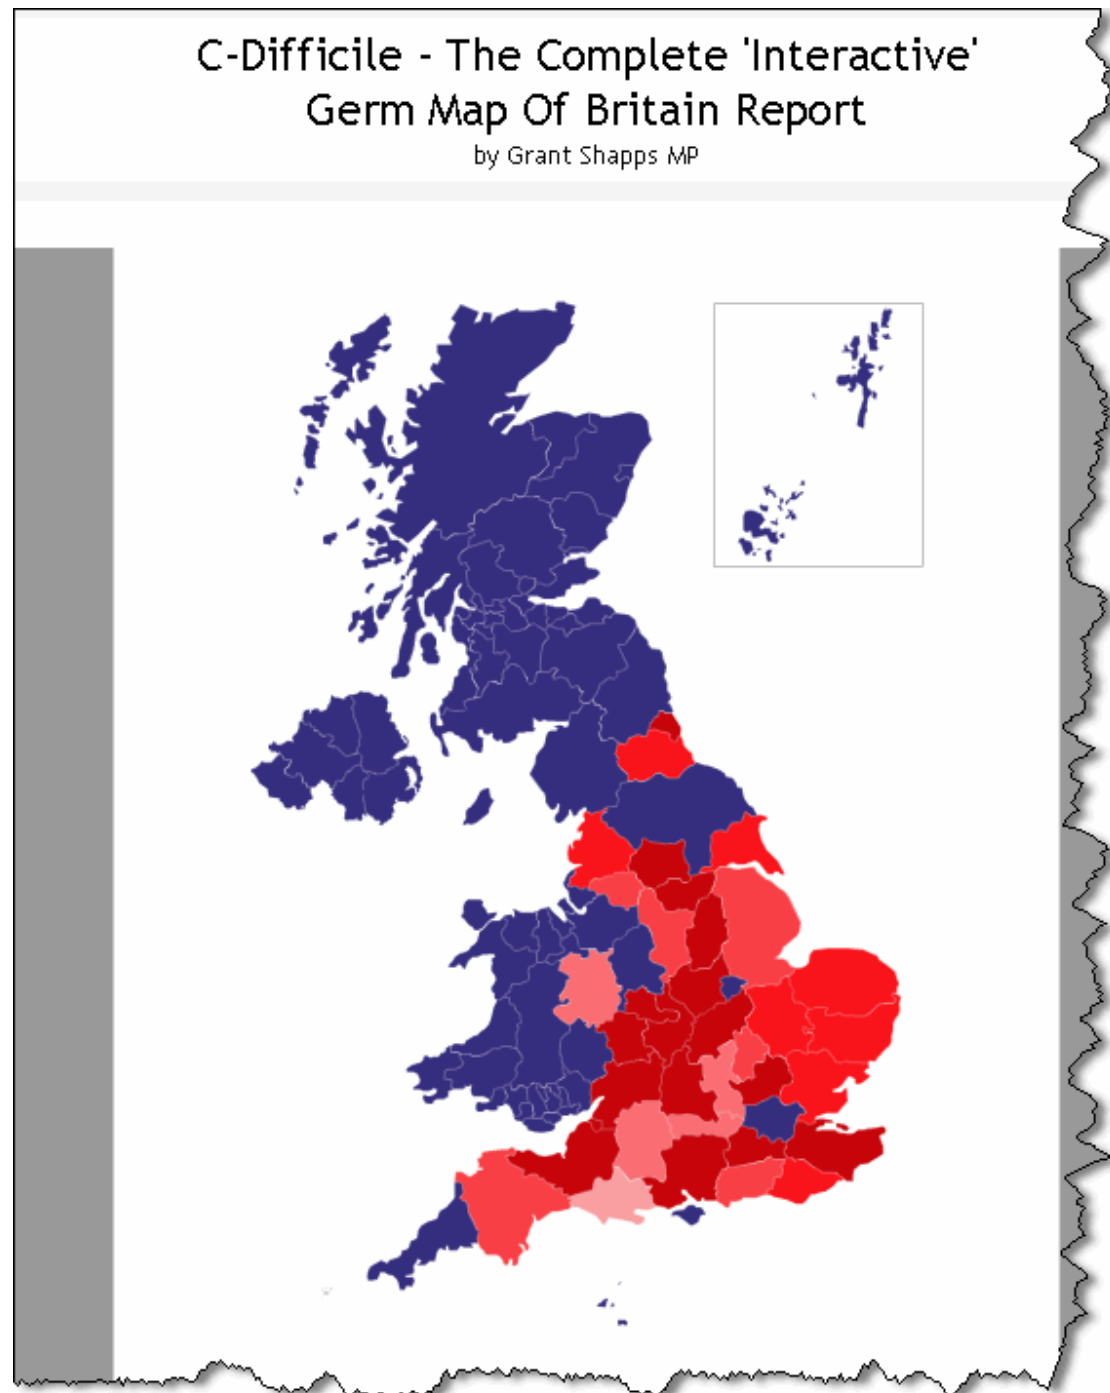 C-Difficile - The Complete 'Interactive'
Germ Map Of Britain Report
by Grant Shapps MP